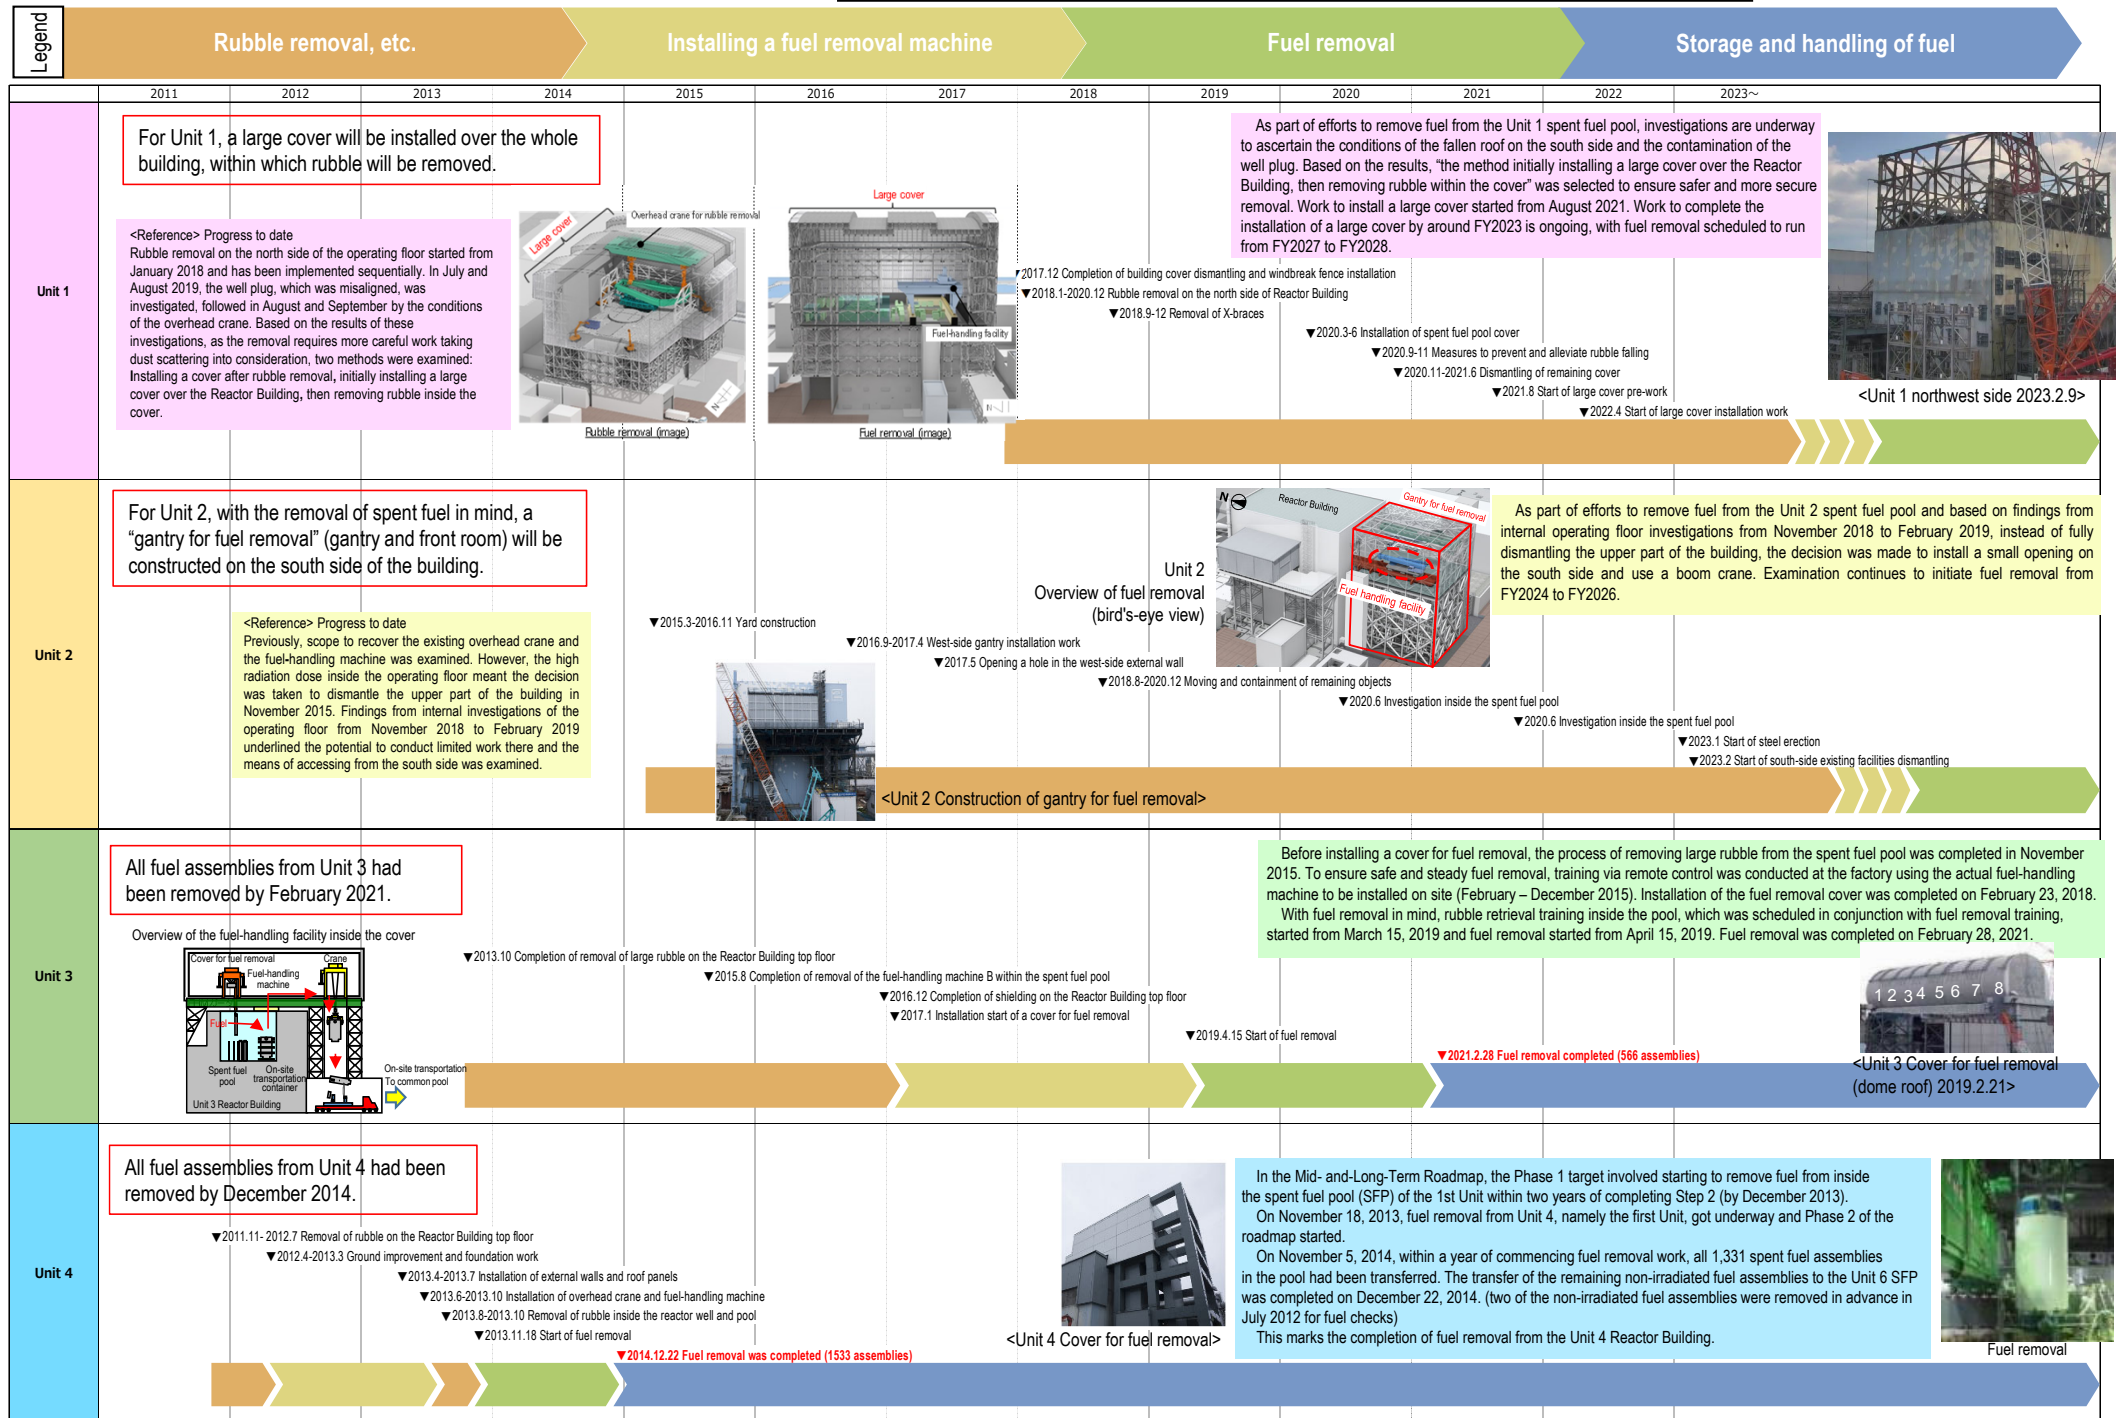 Legend
Rubble removal, etc.
Installing a fuel removal machine
Fuel removal
Storage and handling of fuel
2011
2012
2013
2014
2015
2016
2017
2018
2019
2020
2021
2022
2023～
Unit 1
For Unit 1, a large cover will be installed over the whole
building, within which rubble will be removed.
<Reference> Progress to date
Rubble removal on the north side of the operating floor started from
January 2018 and has been implemented sequentially. In July and
August 2019, the well plug, which was misaligned, was
investigated, followed in August and September by the conditions
of the overhead crane. Based on the results of these
investigations, as the removal requires more careful work taking
dust scattering into consideration, two methods were examined:
Installing a cover after rubble removal, initially installing a large
cover over the Reactor Building, then removing rubble inside the
cover.
Large cover
Overhead crane for rubble removal
N
Rubble removal (image)
Large cover
Fuel-handling facility
N
Fuel removal (image)
As part of efforts to remove fuel from the Unit 1 spent fuel pool, investigations are underway
to ascertain the conditions of the fallen roof on the south side and the contamination of the
well plug. Based on the results, “the method initially installing a large cover over the Reactor
Building, then removing rubble within the cover” was selected to ensure safer and more secure
removal. Work to install a large cover started from August 2021. Work to complete the
installation of a large cover by around FY2023 is ongoing, with fuel removal scheduled to run
from FY2027 to FY2028.
▼2017.12 Completion of building cover dismantling and windbreak fence installation
▼2018.1-2020.12 Rubble removal on the north side of Reactor Building
▼2018.9-12 Removal of X-braces
▼2020.3-6 Installation of spent fuel pool cover
▼2020.9-11 Measures to prevent and alleviate rubble falling
▼2020.11-2021.6 Dismantling of remaining cover
▼2021.8 Start of large cover pre-work
▼2022.4 Start of large cover installation work
<Unit 1 northwest side 2023.2.9>
Unit 2
For Unit 2, with the removal of spent fuel in mind, a
“gantry for fuel removal” (gantry and front room) will be
constructed on the south side of the building.
<Reference> Progress to date
Previously, scope to recover the existing overhead crane and
the fuel-handling machine was examined. However, the high
radiation dose inside the operating floor meant the decision
was taken to dismantle the upper part of the building in
November 2015. Findings from internal investigations of the
operating floor from November 2018 to February 2019
underlined the potential to conduct limited work there and the
means of accessing from the south side was examined.
Unit 2
Overview of fuel removal
(bird's-eye view)
N
Reactor Building
Gantry for fuel removal
Fuel handling facility
As part of efforts to remove fuel from the Unit 2 spent fuel pool and based on findings from
internal operating floor investigations from November 2018 to February 2019, instead of fully
dismantling the upper part of the building, the decision was made to install a small opening on
the south side and use a boom crane. Examination continues to initiate fuel removal from
FY2024 to FY2026.
▼2015.3-2016.11 Yard construction
▼2016.9-2017.4 West-side gantry installation work
▼2017.5 Opening a hole in the west-side external wall
▼2018.8-2020.12 Moving and containment of remaining objects
▼2020.6 Investigation inside the spent fuel pool
▼2020.6 Investigation inside the spent fuel pool
▼2023.1 Start of steel erection
▼2023.2 Start of south-side existing facilities dismantling
<Unit 2 Construction of gantry for fuel removal>
Unit 3
All fuel assemblies from Unit 3 had
been removed by February 2021.
Overview of the fuel-handling facility inside the cover
Cover for fuel removal
Crane
Fuel-handling
machine
Fuel
Spent fuel
pool
On-site
transportation
container
Unit 3 Reactor Building
On-site transportation
To common pool
Before installing a cover for fuel removal, the process of removing large rubble from the spent fuel pool was completed in November
2015. To ensure safe and steady fuel removal, training via remote control was conducted at the factory using the actual fuel-handling
machine to be installed on site (February – December 2015). Installation of the fuel removal cover was completed on February 23, 2018.
With fuel removal in mind, rubble retrieval training inside the pool, which was scheduled in conjunction with fuel removal training,
started from March 15, 2019 and fuel removal started from April 15, 2019. Fuel removal was completed on February 28, 2021.
▼2013.10 Completion of removal of large rubble on the Reactor Building top floor
▼2015.8 Completion of removal of the fuel-handling machine B within the spent fuel pool
▼2016.12 Completion of shielding on the Reactor Building top floor
▼2017.1 Installation start of a cover for fuel removal
▼2019.4.15 Start of fuel removal
▼2021.2.28 Fuel removal completed (566 assemblies)
1 2 3 4 5 6 7 8
<Unit 3 Cover for fuel removal
(dome roof) 2019.2.21>
Unit 4
All fuel assemblies from Unit 4 had been
removed by December 2014.
▼2011.11- 2012.7 Removal of rubble on the Reactor Building top floor
▼2012.4-2013.3 Ground improvement and foundation work
▼2013.4-2013.7 Installation of external walls and roof panels
▼2013.6-2013.10 Installation of overhead crane and fuel-handling machine
▼2013.8-2013.10 Removal of rubble inside the reactor well and pool
▼2013.11.18 Start of fuel removal
▼2014.12.22 Fuel removal was completed (1533 assemblies)
<Unit 4 Cover for fuel removal>
In the Mid- and-Long-Term Roadmap, the Phase 1 target involved starting to remove fuel from inside
the spent fuel pool (SFP) of the 1st Unit within two years of completing Step 2 (by December 2013).
On November 18, 2013, fuel removal from Unit 4, namely the first Unit, got underway and Phase 2 of the
roadmap started.
On November 5, 2014, within a year of commencing fuel removal work, all 1,331 spent fuel assemblies
in the pool had been transferred. The transfer of the remaining non-irradiated fuel assemblies to the Unit 6 SFP
was completed on December 22, 2014. (two of the non-irradiated fuel assemblies were removed in advance in
July 2012 for fuel checks)
This marks the completion of fuel removal from the Unit 4 Reactor Building.
Fuel removal